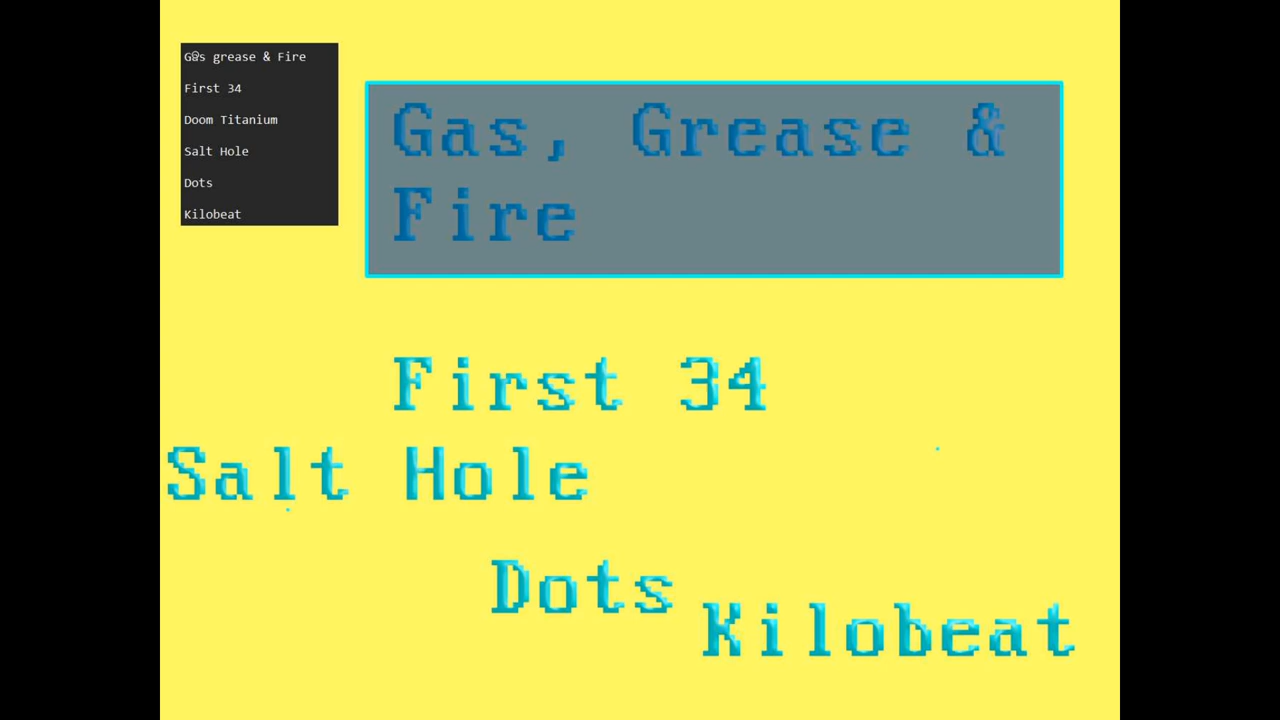 G@s grease & Fire
First 34
Doom Titanium
Salt Hole
Dots
Kilobeat
Gas, Grease &
Fire
First 34
Salt Hole
Dots
Kilobeat